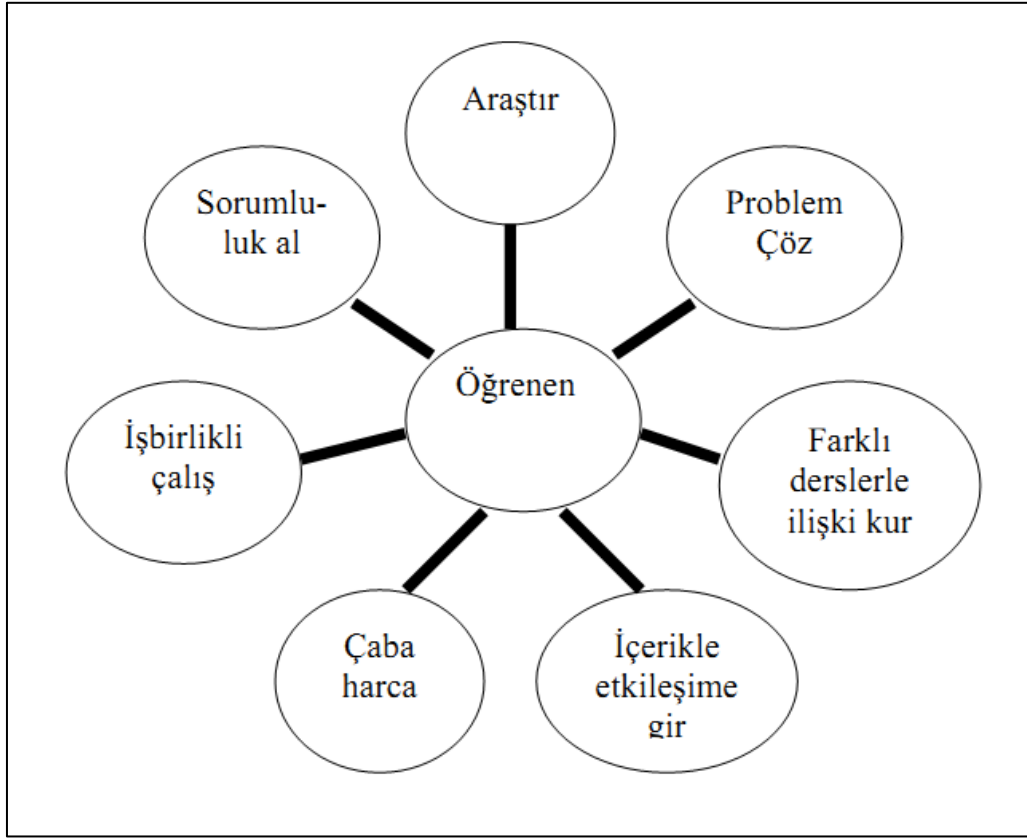 Araştır
Sorumlu-
luk al
Problem
Çöz
Öğrenen
İşbirlikli
çalış
Farklı
derslerle
ilişki kur
Çaba
harca
İçerikle
etkileşime
gir